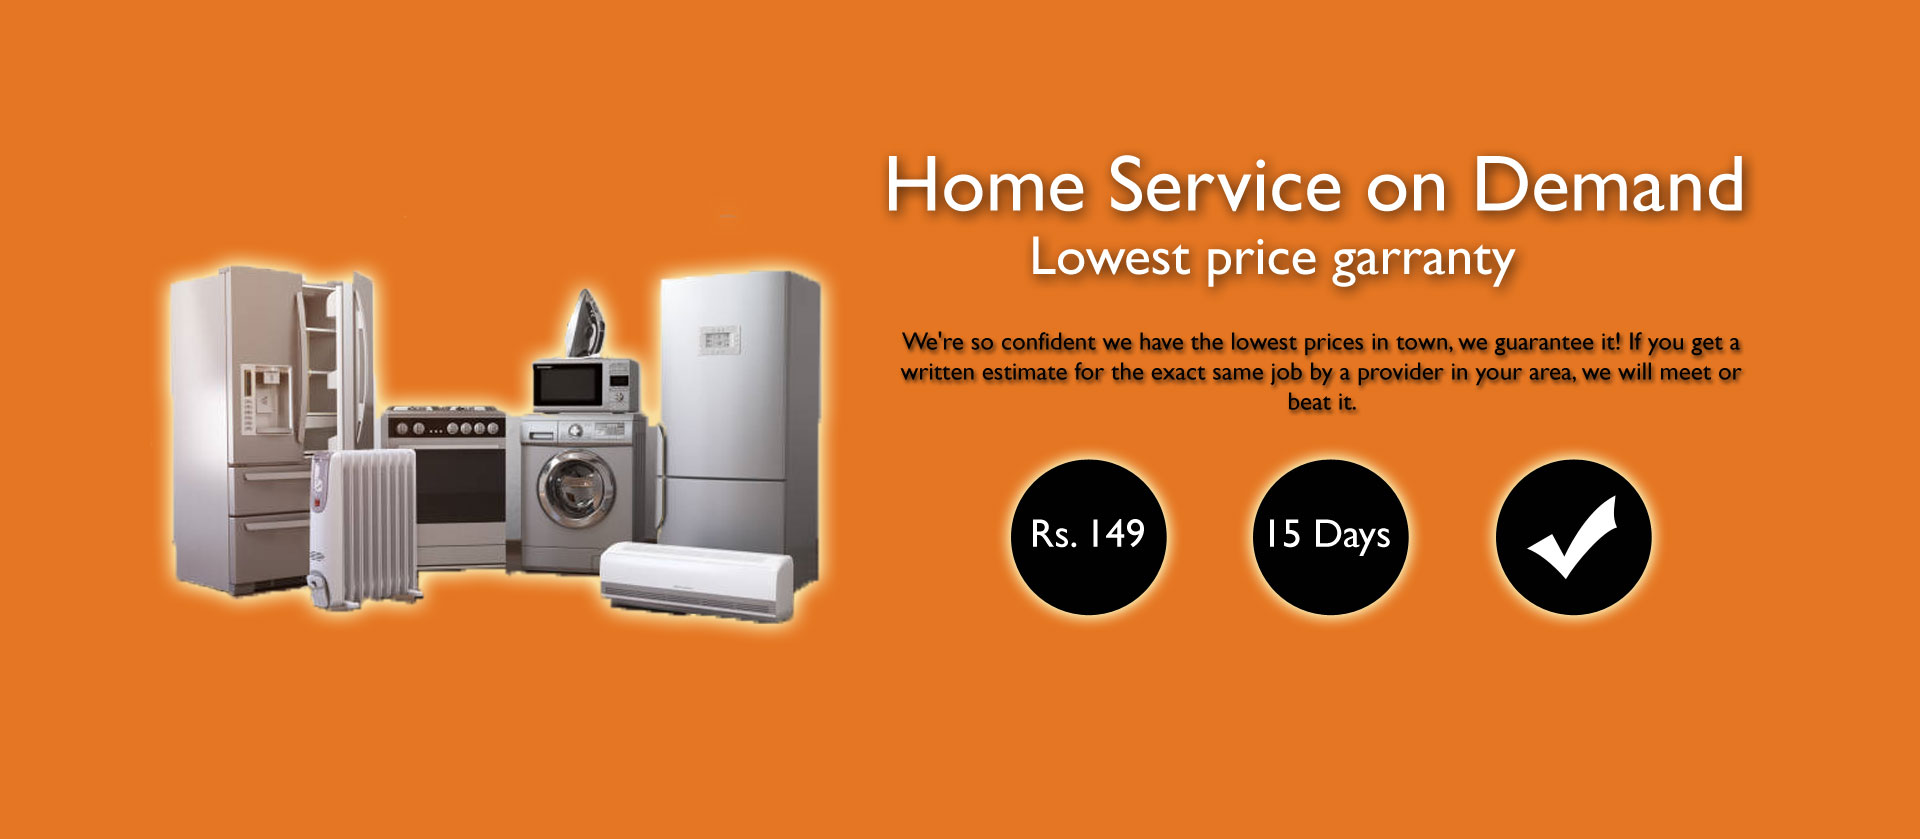 Home Service on Demand
Lowest price garranty
We're so confident we have the lowest prices in town, we guarantee it! If you get a
written estimate for the exact same job by a provider in your area, we will meet or
beat it.
Rs. 149
15 Days